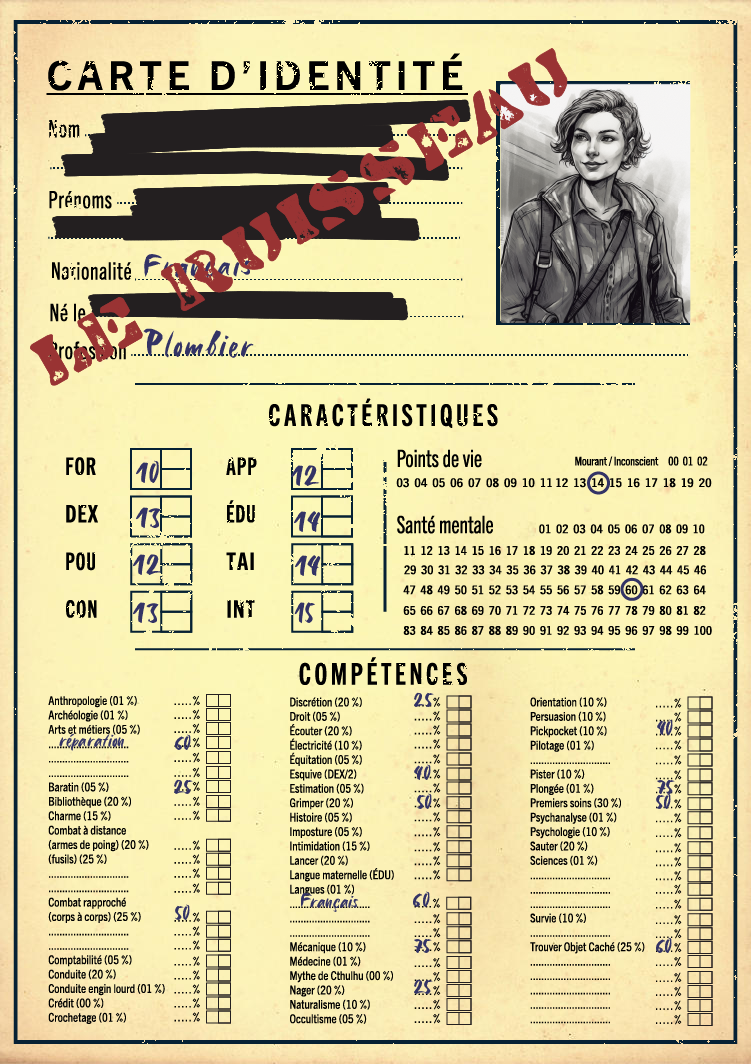 CARTE D'IDENTITÉ
Nom
Prénoms
Nationalité Français
Né le
Profession Plombier
LE RUISSEAU
CARACTÉRISTIQUES
FOR 10 APP 12
DEX 13 ÉDU 14
POU 12 TAI 14
CON 13 INT 15
Points de vie Mourant / Inconscient 00 01 02
03 04 05 06 07 08 09 10 11 12 13 14 15 16 17 18 19 20
Santé mentale 01 02 03 04 05 06 07 08 09 10
11 12 13 14 15 16 17 18 19 20 21 22 23 24 25 26 27 28
29 30 31 32 33 34 35 36 37 38 39 40 41 42 43 44 45 46
47 48 49 50 51 52 53 54 55 56 57 58 59 60 61 62 63 64
65 66 67 68 69 70 71 72 73 74 75 76 77 78 79 80 81 82
83 84 85 86 87 88 89 90 91 92 93 94 95 96 97 98 99 100
COMPÉTENCES
Anthropologie (01 %) .....%
Archéologie (01 %) .....%
Arts et métiers (05 %) .....%
réparation 60 %
.....%
.....%
Baratin (05 %) 25 %
Bibliothèque (20 %) .....%
Charme (15 %) .....%
Combat à distance
(armes de poing) (20 %) .....%
(fusils) (25 %) .....%
.....%
.....%
Combat rapproché
(corps à corps) (25 %) 50 %
.....%
.....%
Comptabilité (05 %) .....%
Conduite (20 %) .....%
Conduite engin lourd (01 %) .....%
Crédit (00 %) .....%
Crochetage (01 %) .....%
Discrétion (20 %) 25 %
Droit (05 %) .....%
Écouter (20 %) .....%
Électricité (10 %) .....%
Équitation (05 %) .....%
Esquive (DEX/2) 40 %
Estimation (05 %) .....%
Grimper (20 %) 50 %
Histoire (05 %) .....%
Imposture (05 %) .....%
Intimidation (15 %) .....%
Lancer (20 %) .....%
Langue maternelle (ÉDU) .....%
Langues (01 %)
Français 60 %
.....%
.....%
Mécanique (10 %) 75 %
Médecine (01 %) .....%
Mythe de Cthulhu (00 %) .....%
Nager (20 %) 25 %
Naturalisme (10 %) .....%
Occultisme (05 %) .....%
Orientation (10 %) .....%
Persuasion (10 %) .....%
Pickpocket (10 %) 40 %
Pilotage (01 %) .....%
.....%
Pister (10 %) .....%
Plongée (01 %) 75 %
Premiers soins (30 %) 50 %
Psychanalyse (01 %) .....%
Psychologie (10 %) .....%
Sauter (20 %) .....%
Sciences (01 %) .....%
.....%
.....%
.....%
Survie (10 %) .....%
.....%
Trouver Objet Caché (25 %) 60 %
.....%
.....%
.....%
.....%
.....%